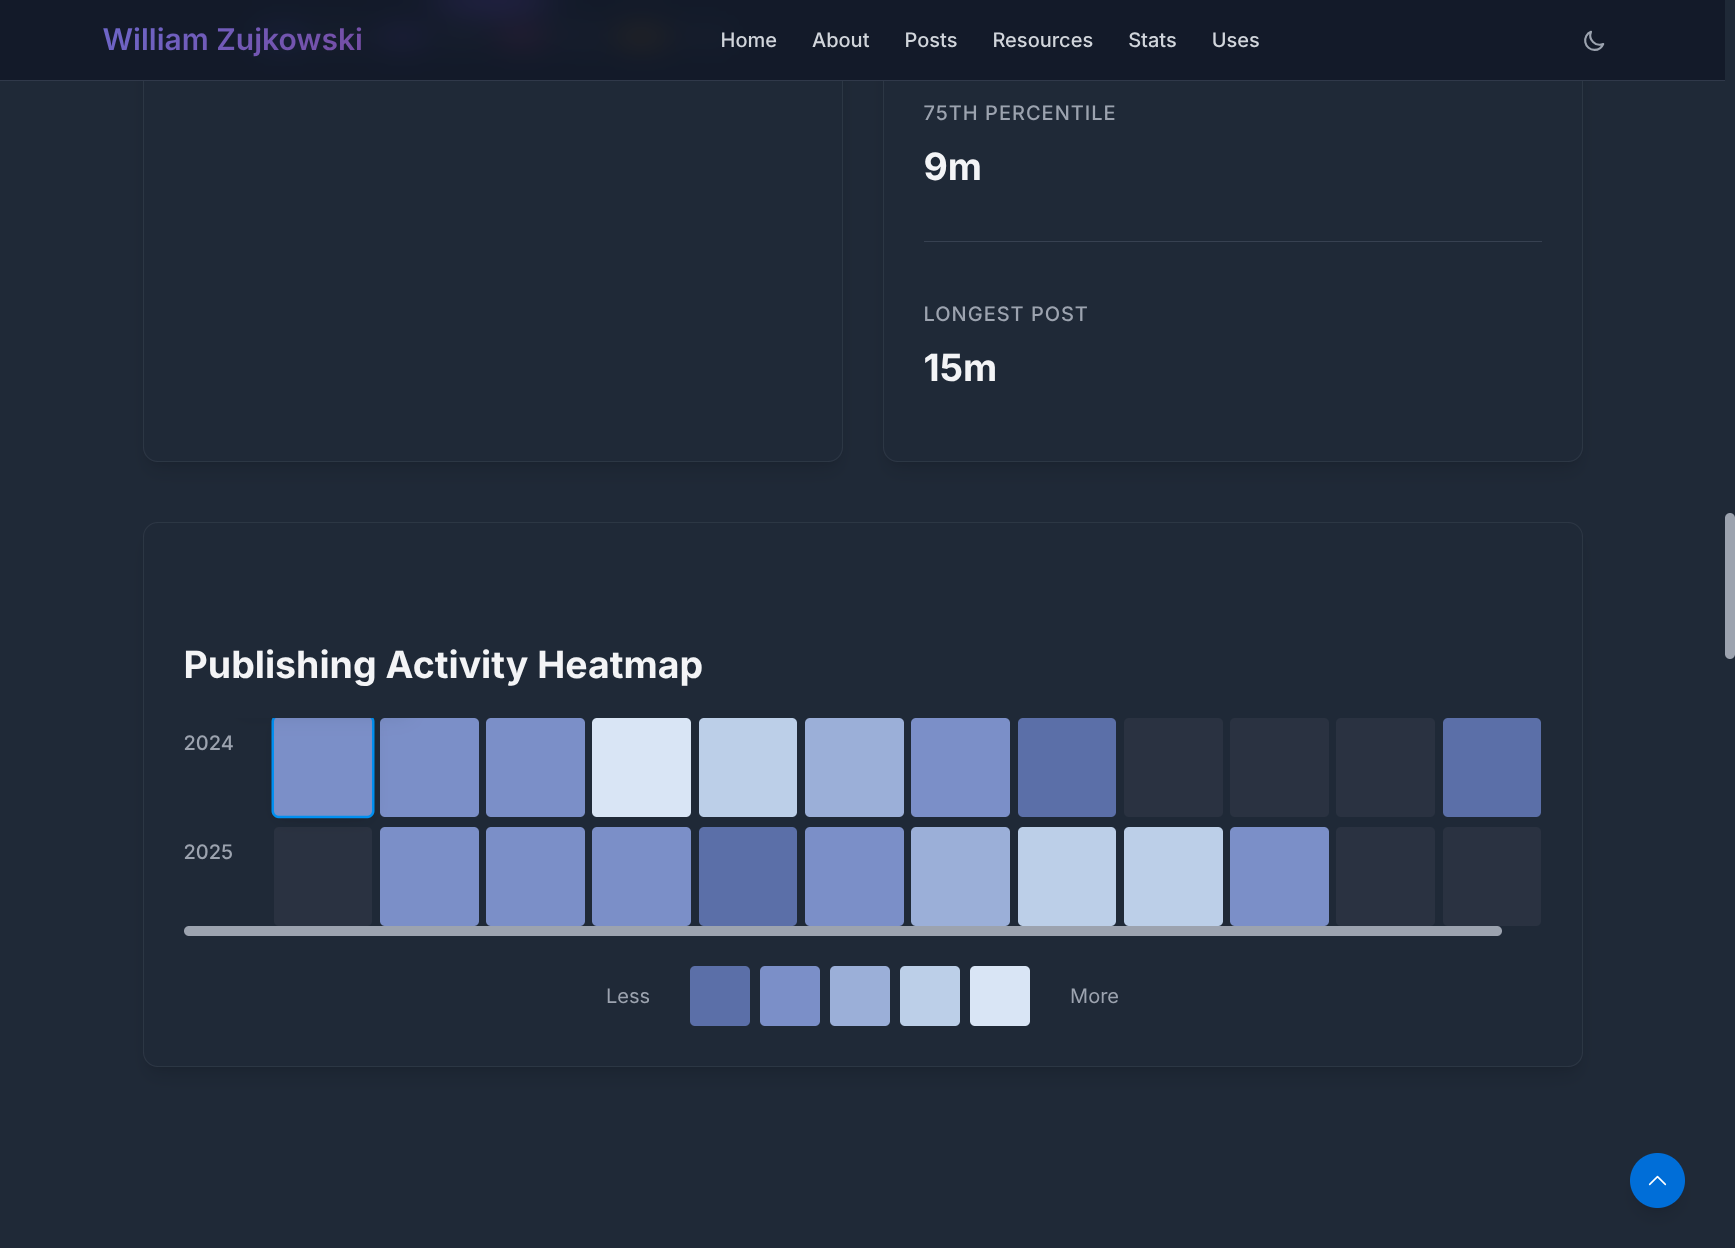 William Zujkowski
Home About Posts Resources Stats Uses
75TH PERCENTILE
9m
LONGEST POST
15m
Publishing Activity Heatmap
2024
2025
Less More